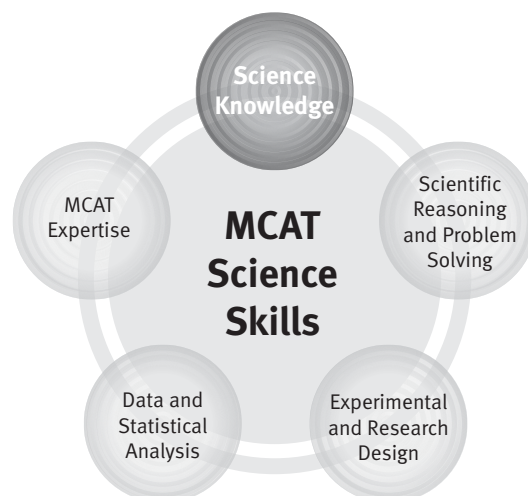 Science
Knowledge
Scientific
Reasoning
and Problem
Solving
MCAT
Expertise
MCAT
Science
Skills
Data and
Statistical
Analysis
Experimental
and Research
Design